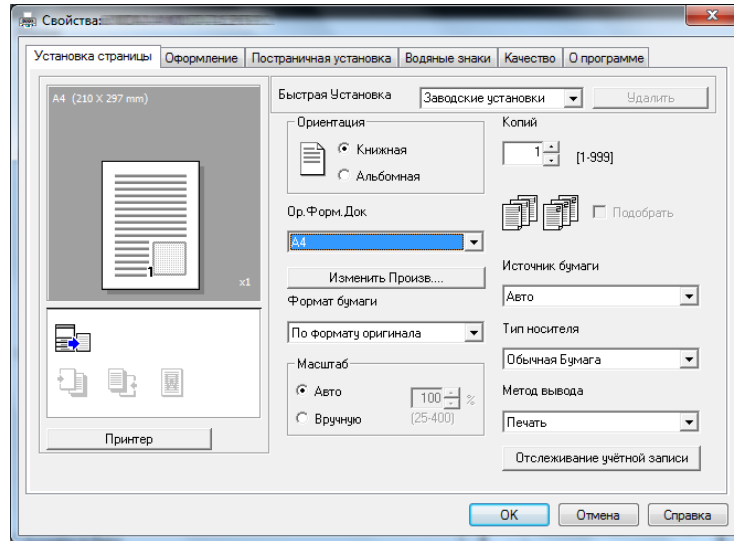 Свойства:
Установка страницы Оформление Постраничная установка Водяные знаки Качество О программе
A4 (210 X 297 mm)
x1
1
Принтер
Быстрая Установка Заводские установки Удалить
Ориентация
Книжная
Альбомная
Ор.Форм.Док
A4
Изменить Произв....
Формат бумаги
По формату оригинала
Масштаб
Авто 100 %
Вручную (25-400)
Копий
1 [1-999]
Подобрать
Источник бумаги
Авто
Тип носителя
Обычная Бумага
Метод вывода
Печать
Отслеживание учётной записи
OK Отмена Справка